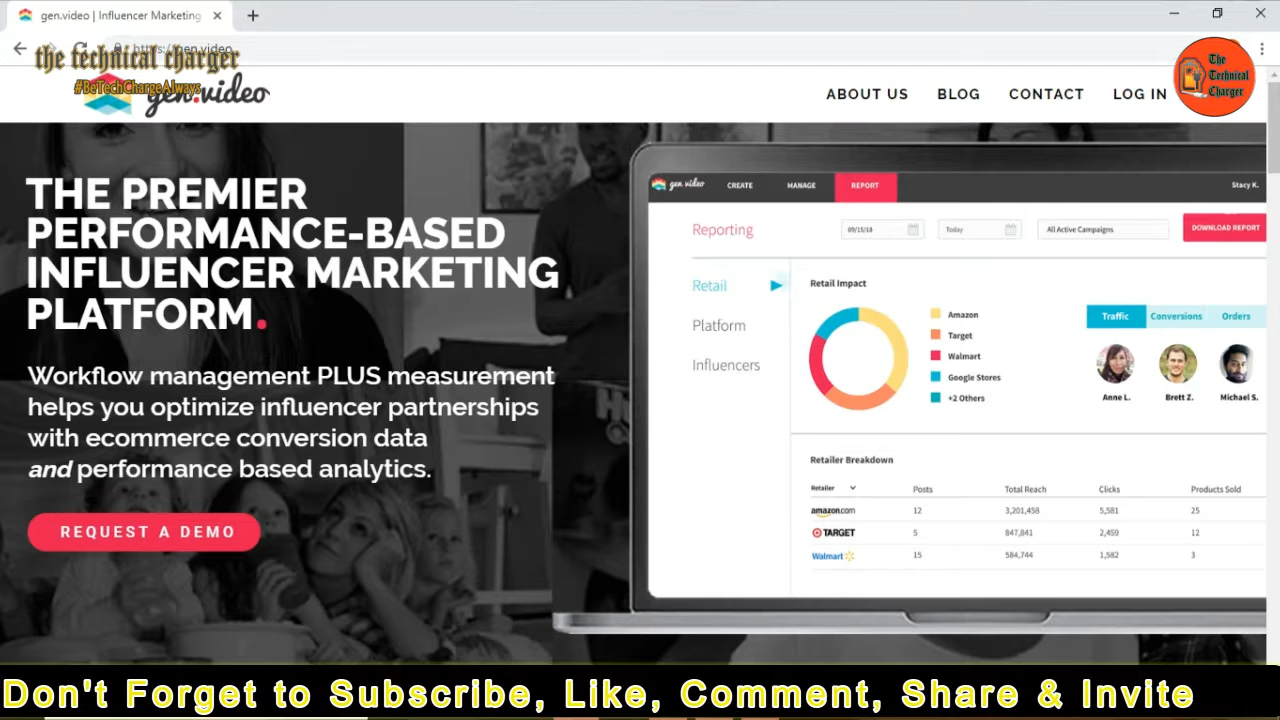 gen.video | Influencer Marketing
https://gen.video
the technical charger
#BeTechChargeAlways
gen.video
ABOUT US
BLOG
CONTACT
LOG IN
The
Technical
Charger
THE PREMIER
PERFORMANCE-BASED
INFLUENCER MARKETING
PLATFORM.
Workflow management PLUS measurement
helps you optimize influencer partnerships
with ecommerce conversion data
and performance based analytics.
REQUEST A DEMO
gen.video
CREATE
MANAGE
REPORT
Stacy K.
Reporting
09/15/18
Today
All Active Campaigns
DOWNLOAD REPORT
Retail
Platform
Influencers
Retail Impact
Amazon
Target
Walmart
Google Stores
+2 Others
Traffic
Conversions
Orders
Anne L.
Brett Z.
Michael S.
Retailer Breakdown
Retailer Posts Total Reach Clicks Products Sold
amazon.com 12 3,201,458 5,581 25
TARGET 5 847,841 2,459 12
Walmart 15 584,744 1,582 3
Don't Forget to Subscribe, Like, Comment, Share & Invite